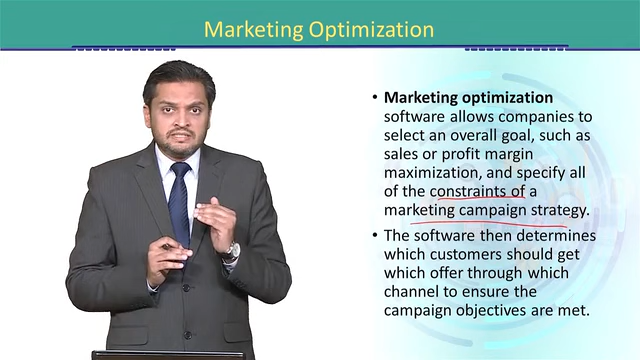 Marketing Optimization
• Marketing optimization
software allows companies to
select an overall goal, such as
sales or profit margin
maximization, and specify all
of the constraints of a
marketing campaign strategy.
• The software then determines
which customers should get
which offer through which
channel to ensure the
campaign objectives are met.